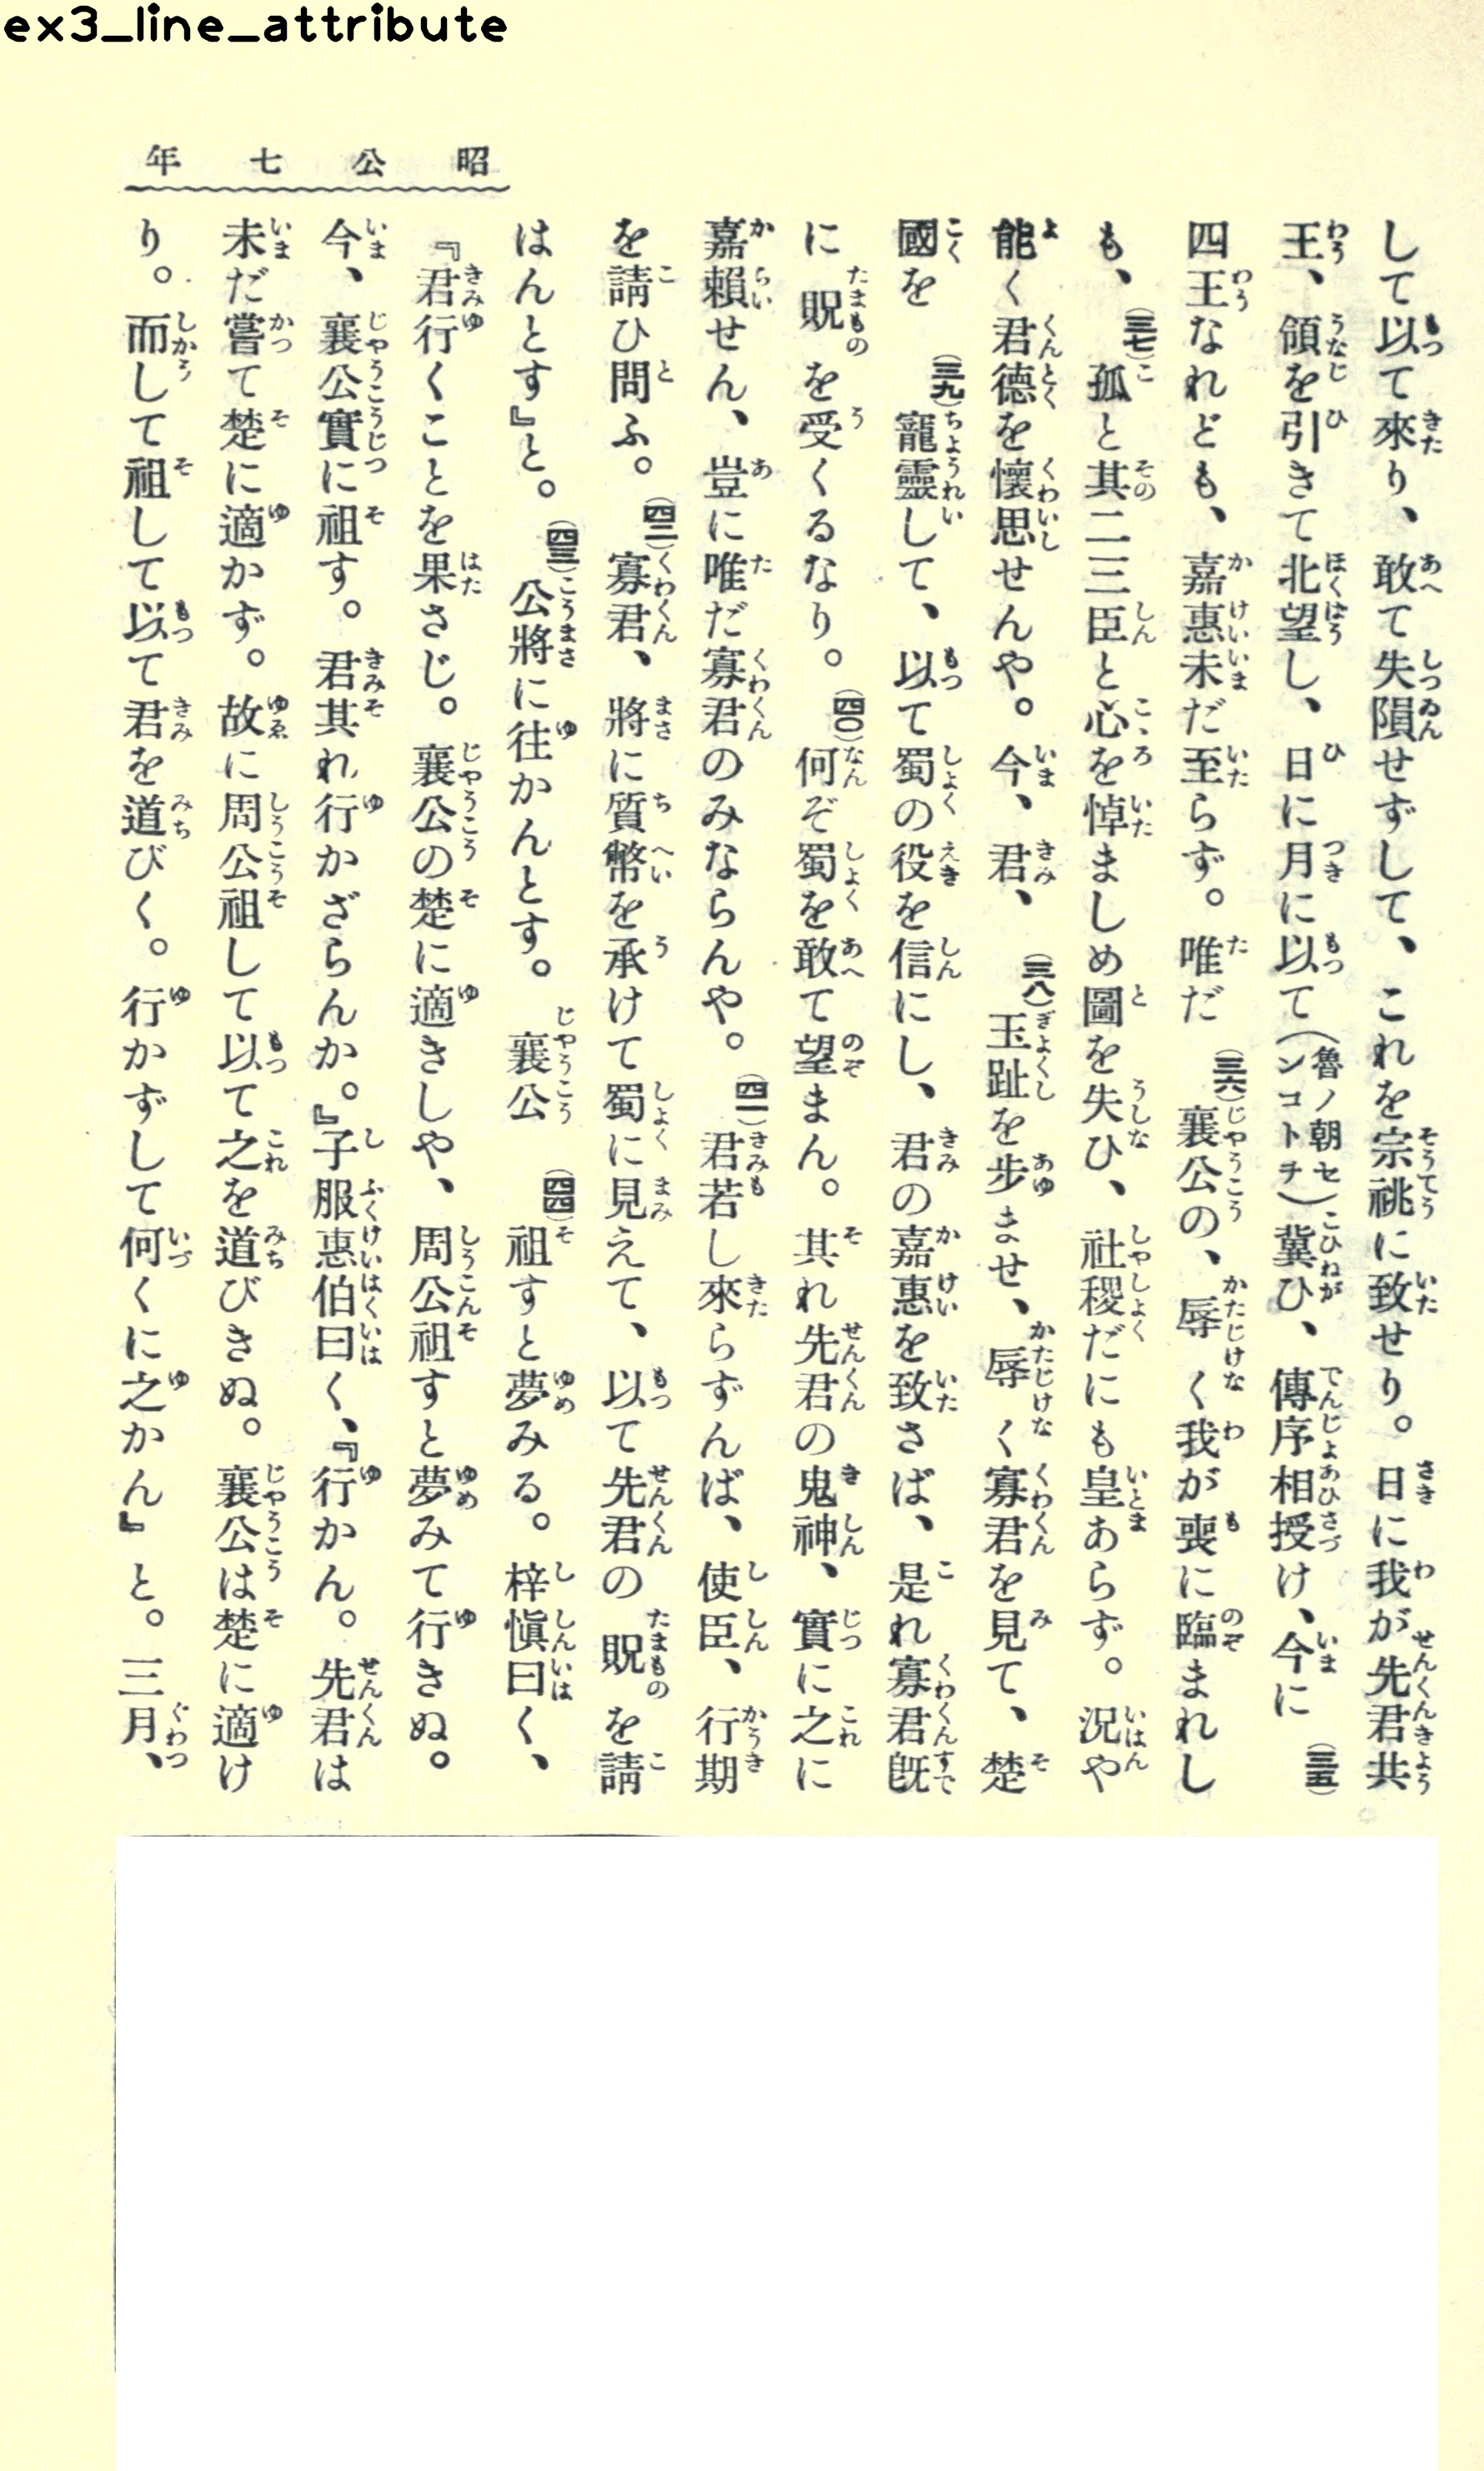 ex3_line_attribute
昭公七年
して以て來り、敢て失隕せずして、これを宗祧に致せり。日に我が先君共
王、領を引きて北望し、日に月に以て(魯ノ朝センコトヲ)冀ひ、傳序相授け、今に(三五)
四王なれども、嘉惠未だ至らず。唯だ(三六)襄公の、辱く我が喪に臨まれし
も、(三七)孤と其二三臣と心を悼ましめ圖を失ひ、社稷だにも皇あらず。況や
能く君德を懷思せんや。今、君、(三八)玉趾を步ませ、辱く寡君を見て、楚
國を(三九)寵靈して、以て蜀の役を信にし、君の嘉惠を致さば、是れ寡君旣
に貺を受くるなり。(四〇)何ぞ蜀を敢て望まん。其れ先君の鬼神、實に之に
嘉賴せん、豈に唯だ寡君のみならんや。(四一)君若し來らずんば、使臣、行期
を請ひ問ふ。(四二)寡君、將に質幣を承けて蜀に見えて、以て先君の貺を請
はんとす』と。(四三)公將に往かんとす。襄公(四四)祖すと夢みる。梓愼曰く、
『君行くことを果さじ。襄公の楚に適きしや、周公祖すと夢みて行きぬ。
今、襄公實に祖す。君其れ行かざらんか。』子服惠伯曰く、『行かん。先君は
未だ嘗て楚に適かず。故に周公祖して以て之を道びきぬ。襄公は楚に適け
り。而して祖して以て君を道びく。行かずして何くに之かん』と。三月、